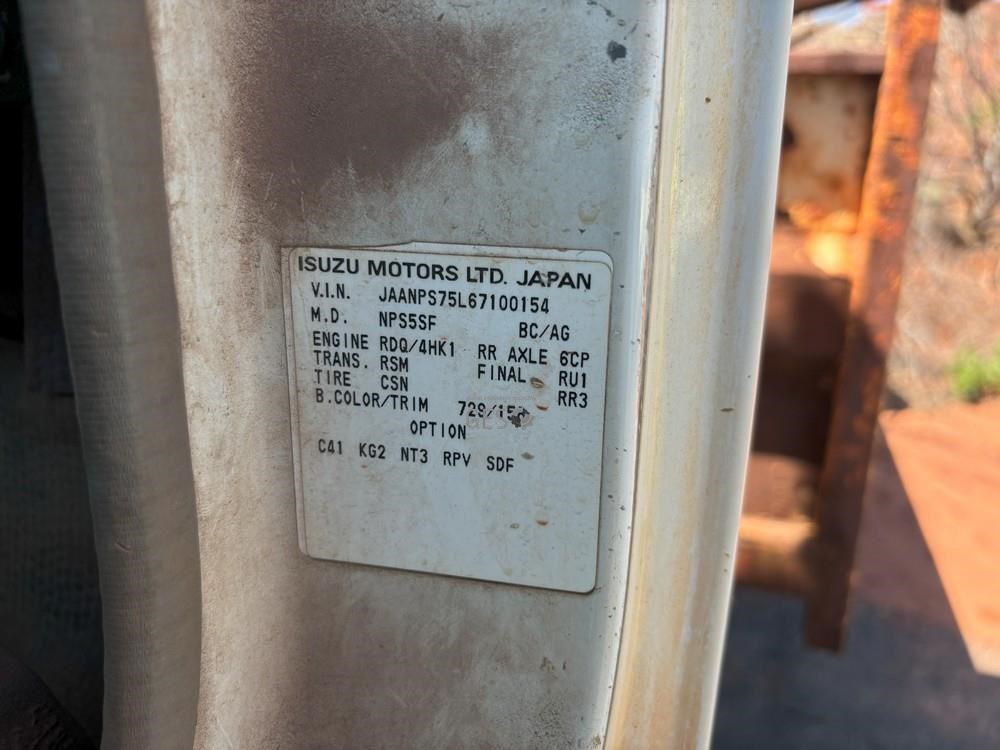 ISUZU MOTORS LTD. JAPAN
V.I.N. JAANPS75L67100154
M.D. NPS5SF BC/AG
ENGINE RDQ/4HK1 RR AXLE 6CP
TRANS. RSM FINAL RU1
TIRE CSN RR3
B.COLOR/TRIM
OPTION
C41 KG2 NT3 RPV SDF